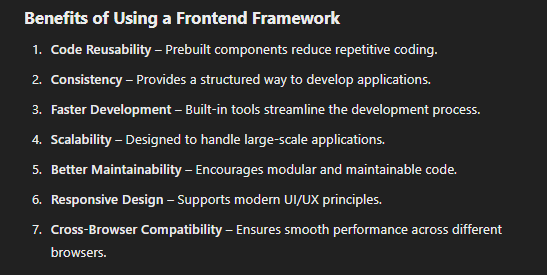 Benefits of Using a Frontend Framework
1. Code Reusability – Prebuilt components reduce repetitive coding.
2. Consistency – Provides a structured way to develop applications.
3. Faster Development – Built-in tools streamline the development process.
4. Scalability – Designed to handle large-scale applications.
5. Better Maintainability – Encourages modular and maintainable code.
6. Responsive Design – Supports modern UI/UX principles.
7. Cross-Browser Compatibility – Ensures smooth performance across different
browsers.